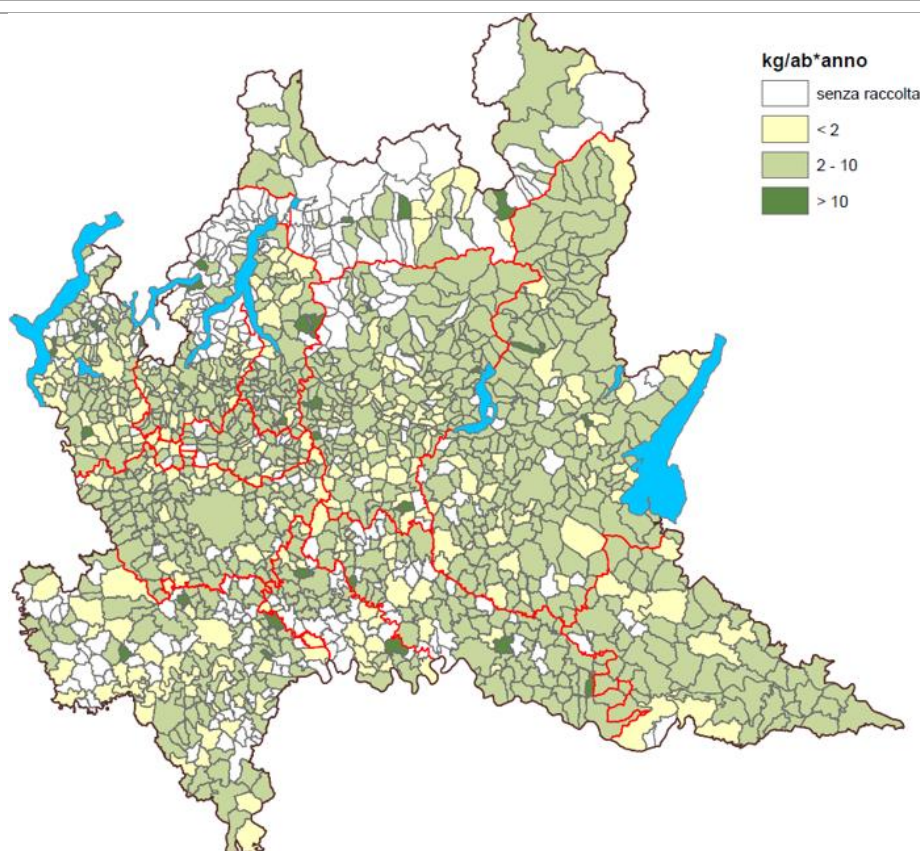 kg/ab*anno
senza raccolta
< 2
2 - 10
> 10